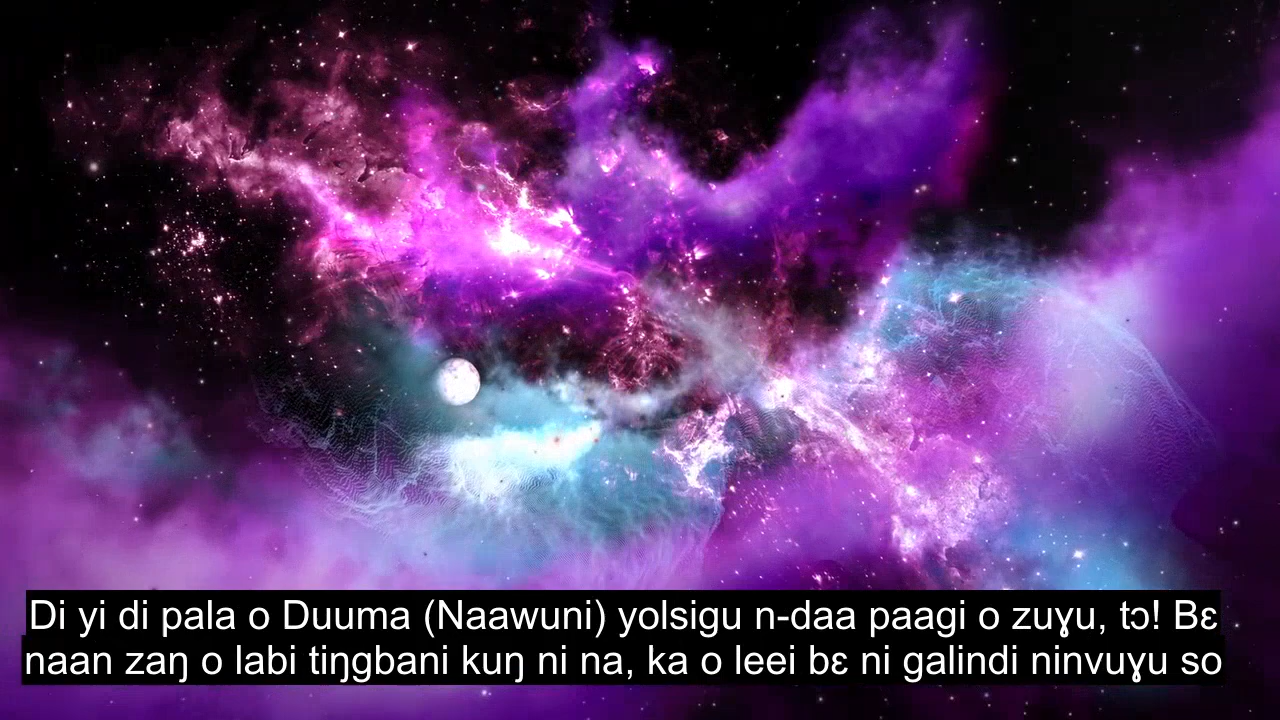 Di yi di pala o Duuma (Naawuni) yolsigu n-daa paagi o zuɣu, tɔ! Bɛ
naan zaŋ o labi tiŋgbani kuŋ ni na, ka o leei bɛ ni galindi ninvuɣu so